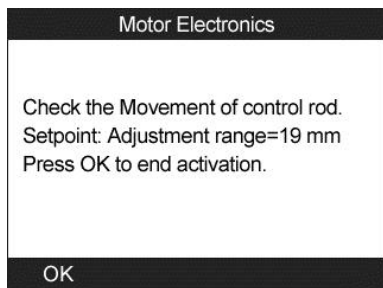 Motor Electronics
Check the Movement of control rod.
Setpoint: Adjustment range=19 mm
Press OK to end activation.
OK